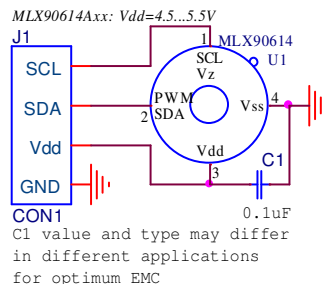 MLX90614Axx: Vdd=4.5...5.5V
J1
MLX90614
1
U1
SCL
SCL
Vz
SDA
PWM
SDA
2
Vss
4
Vdd
Vdd
3
C1
GND
CON1
0.1uF
C1 value and type may differ
in different applications
for optimum EMC